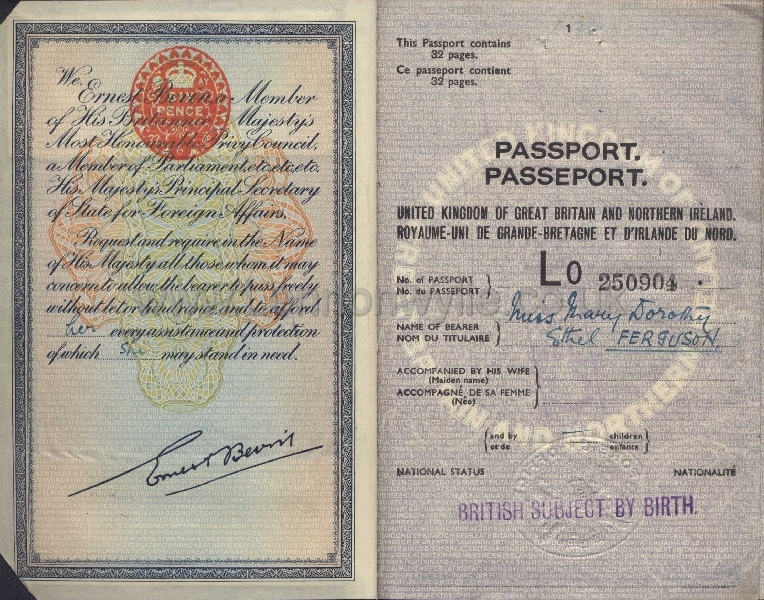 We,
Ernest Bevin, a Member
of His Britannic Majesty's
Most Honourable Privy Council,
a Member of Parliament, etc, etc, etc.
His Majesty's Principal Secretary
of State for Foreign Affairs,
Request and require in the Name
of His Majesty all those whom it may
concern to allow the bearer to pass freely
without let or hindrance, and to afford
her every assistance and protection
of which she may stand in need.
Ernest Bevin
PENCE
1
This Passport contains
32 pages.
Ce passeport contient
32 pages.
PASSPORT.
PASSEPORT.
UNITED KINGDOM OF GREAT BRITAIN AND NORTHERN IRELAND.
ROYAUME-UNI DE GRANDE-BRETAGNE ET D'IRLANDE DU NORD.
No. of PASSPORT
No. du PASSEPORT
Lo 250904
NAME OF BEARER
NOM DU TITULAIRE
Miss Mary Dorothy
Ethel FERGUSON.
ACCOMPANIED BY HIS WIFE
(Maiden name)
ACCOMPAGNÉ DE SA FEMME
(Née)
and by children
et de enfants
NATIONAL STATUS NATIONALITÉ
BRITISH SUBJECT BY BIRTH.